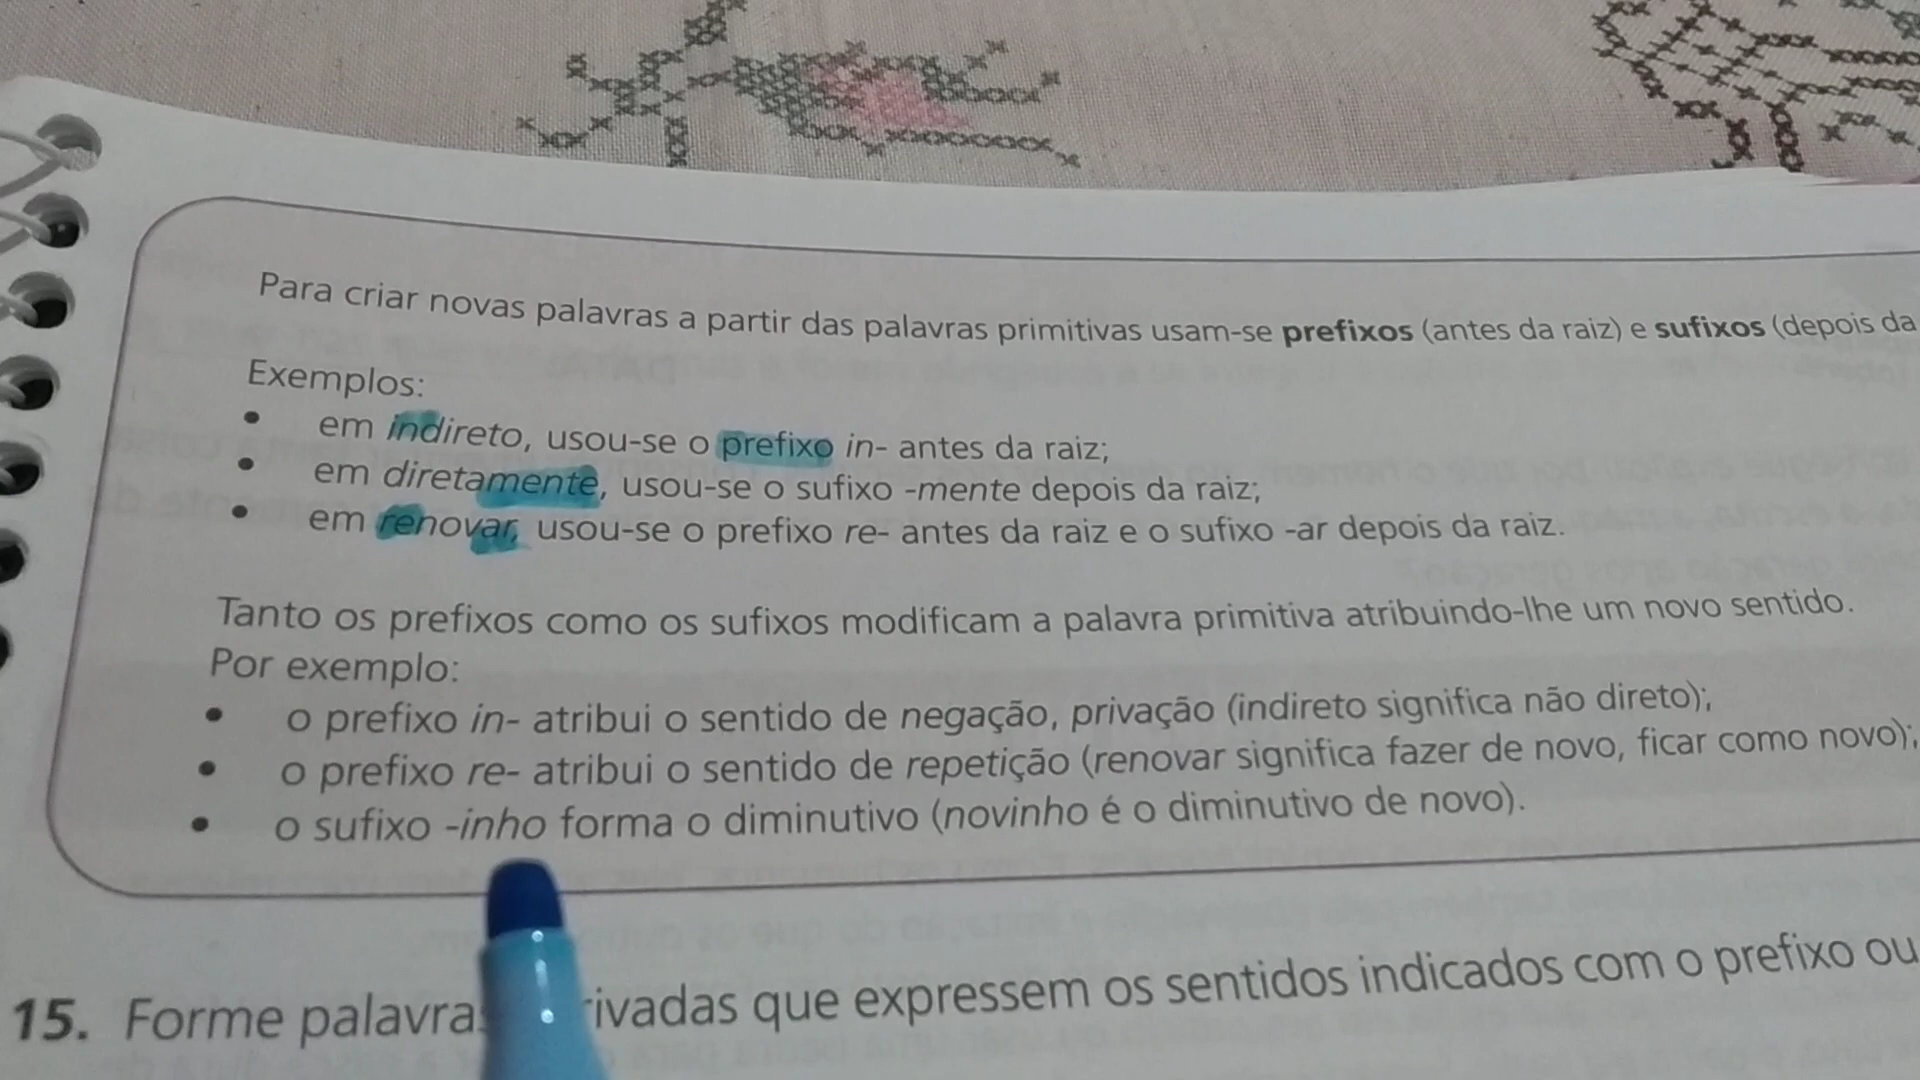 Para criar novas palavras a partir das palavras primitivas usam-se prefixos (antes da raiz) e sufixos (depois da
Exemplos:
• em indireto, usou-se o prefixo in- antes da raiz;
• em diretamente, usou-se o sufixo -mente depois da raiz;
• em renovar, usou-se o prefixo re- antes da raiz e o sufixo -ar depois da raiz.
Tanto os prefixos como os sufixos modificam a palavra primitiva atribuindo-lhe um novo sentido.
Por exemplo:
• o prefixo in- atribui o sentido de negação, privação (indireto significa não direto);
• o prefixo re- atribui o sentido de repetição (renovar significa fazer de novo, ficar como novo);
• o sufixo -inho forma o diminutivo (novinho é o diminutivo de novo).
15. Forme que expressem os sentidos indicados com o prefixo ou